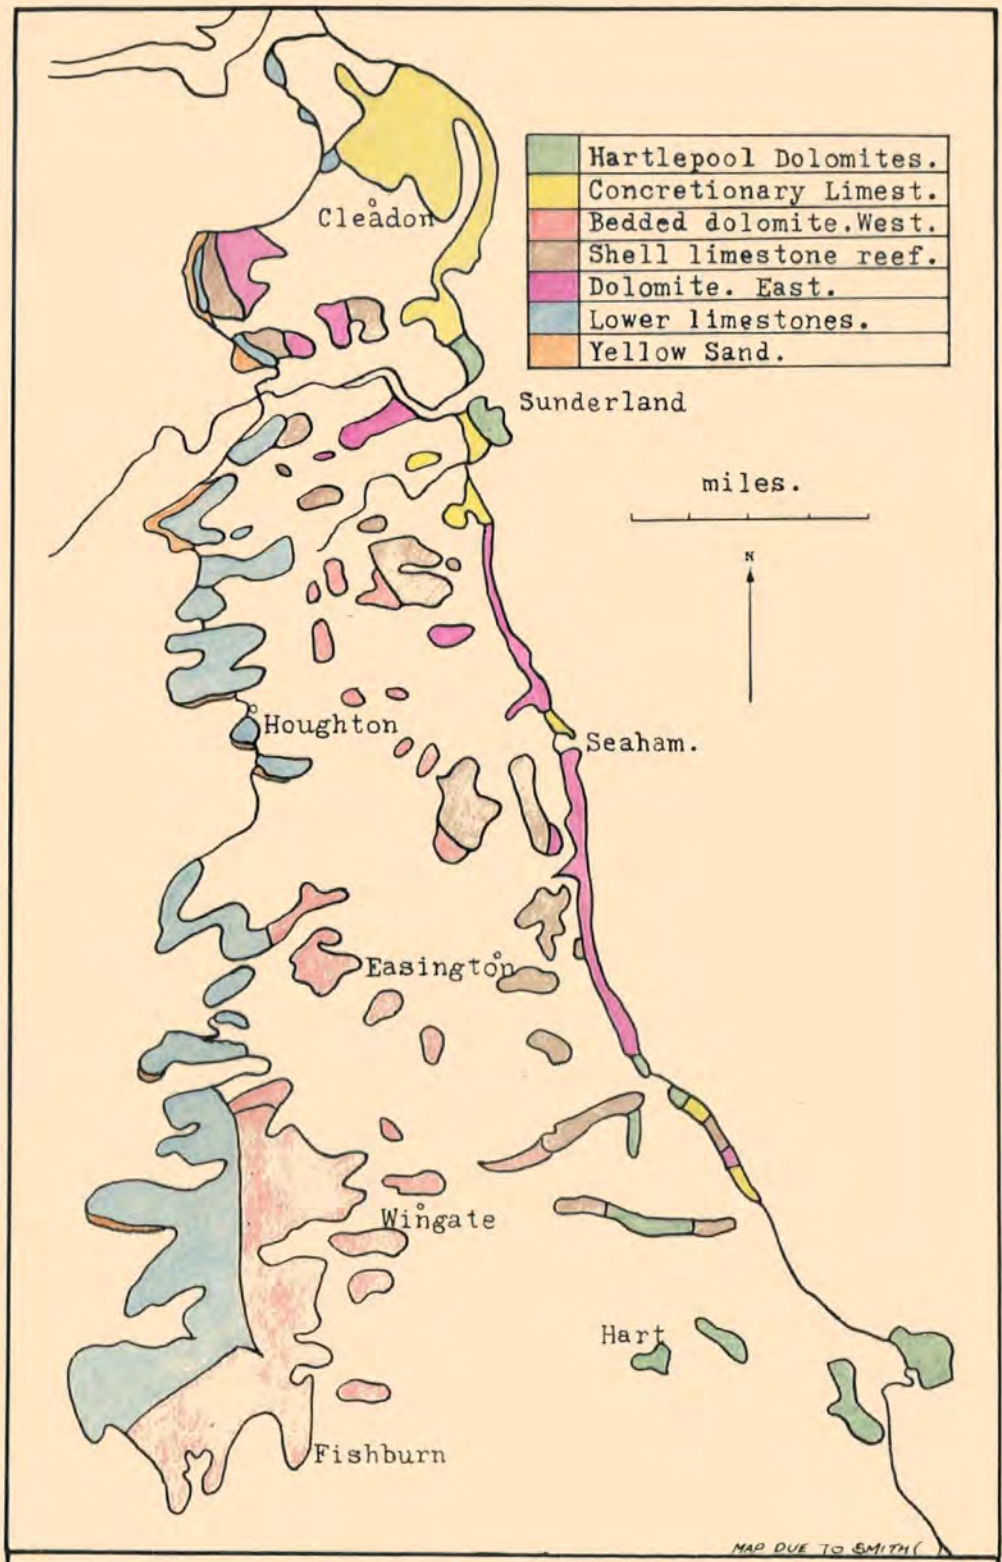 Hartlepool Dolomites.
Concretionary Limest.
Bedded dolomite.West.
Shell limestone reef.
Dolomite. East.
Lower limestones.
Yellow Sand.
Cleadon
Sunderland
miles.
N
Houghton
Seaham.
Easington
Wingate
Hart
Fishburn
MAP DUE TO SMITH(